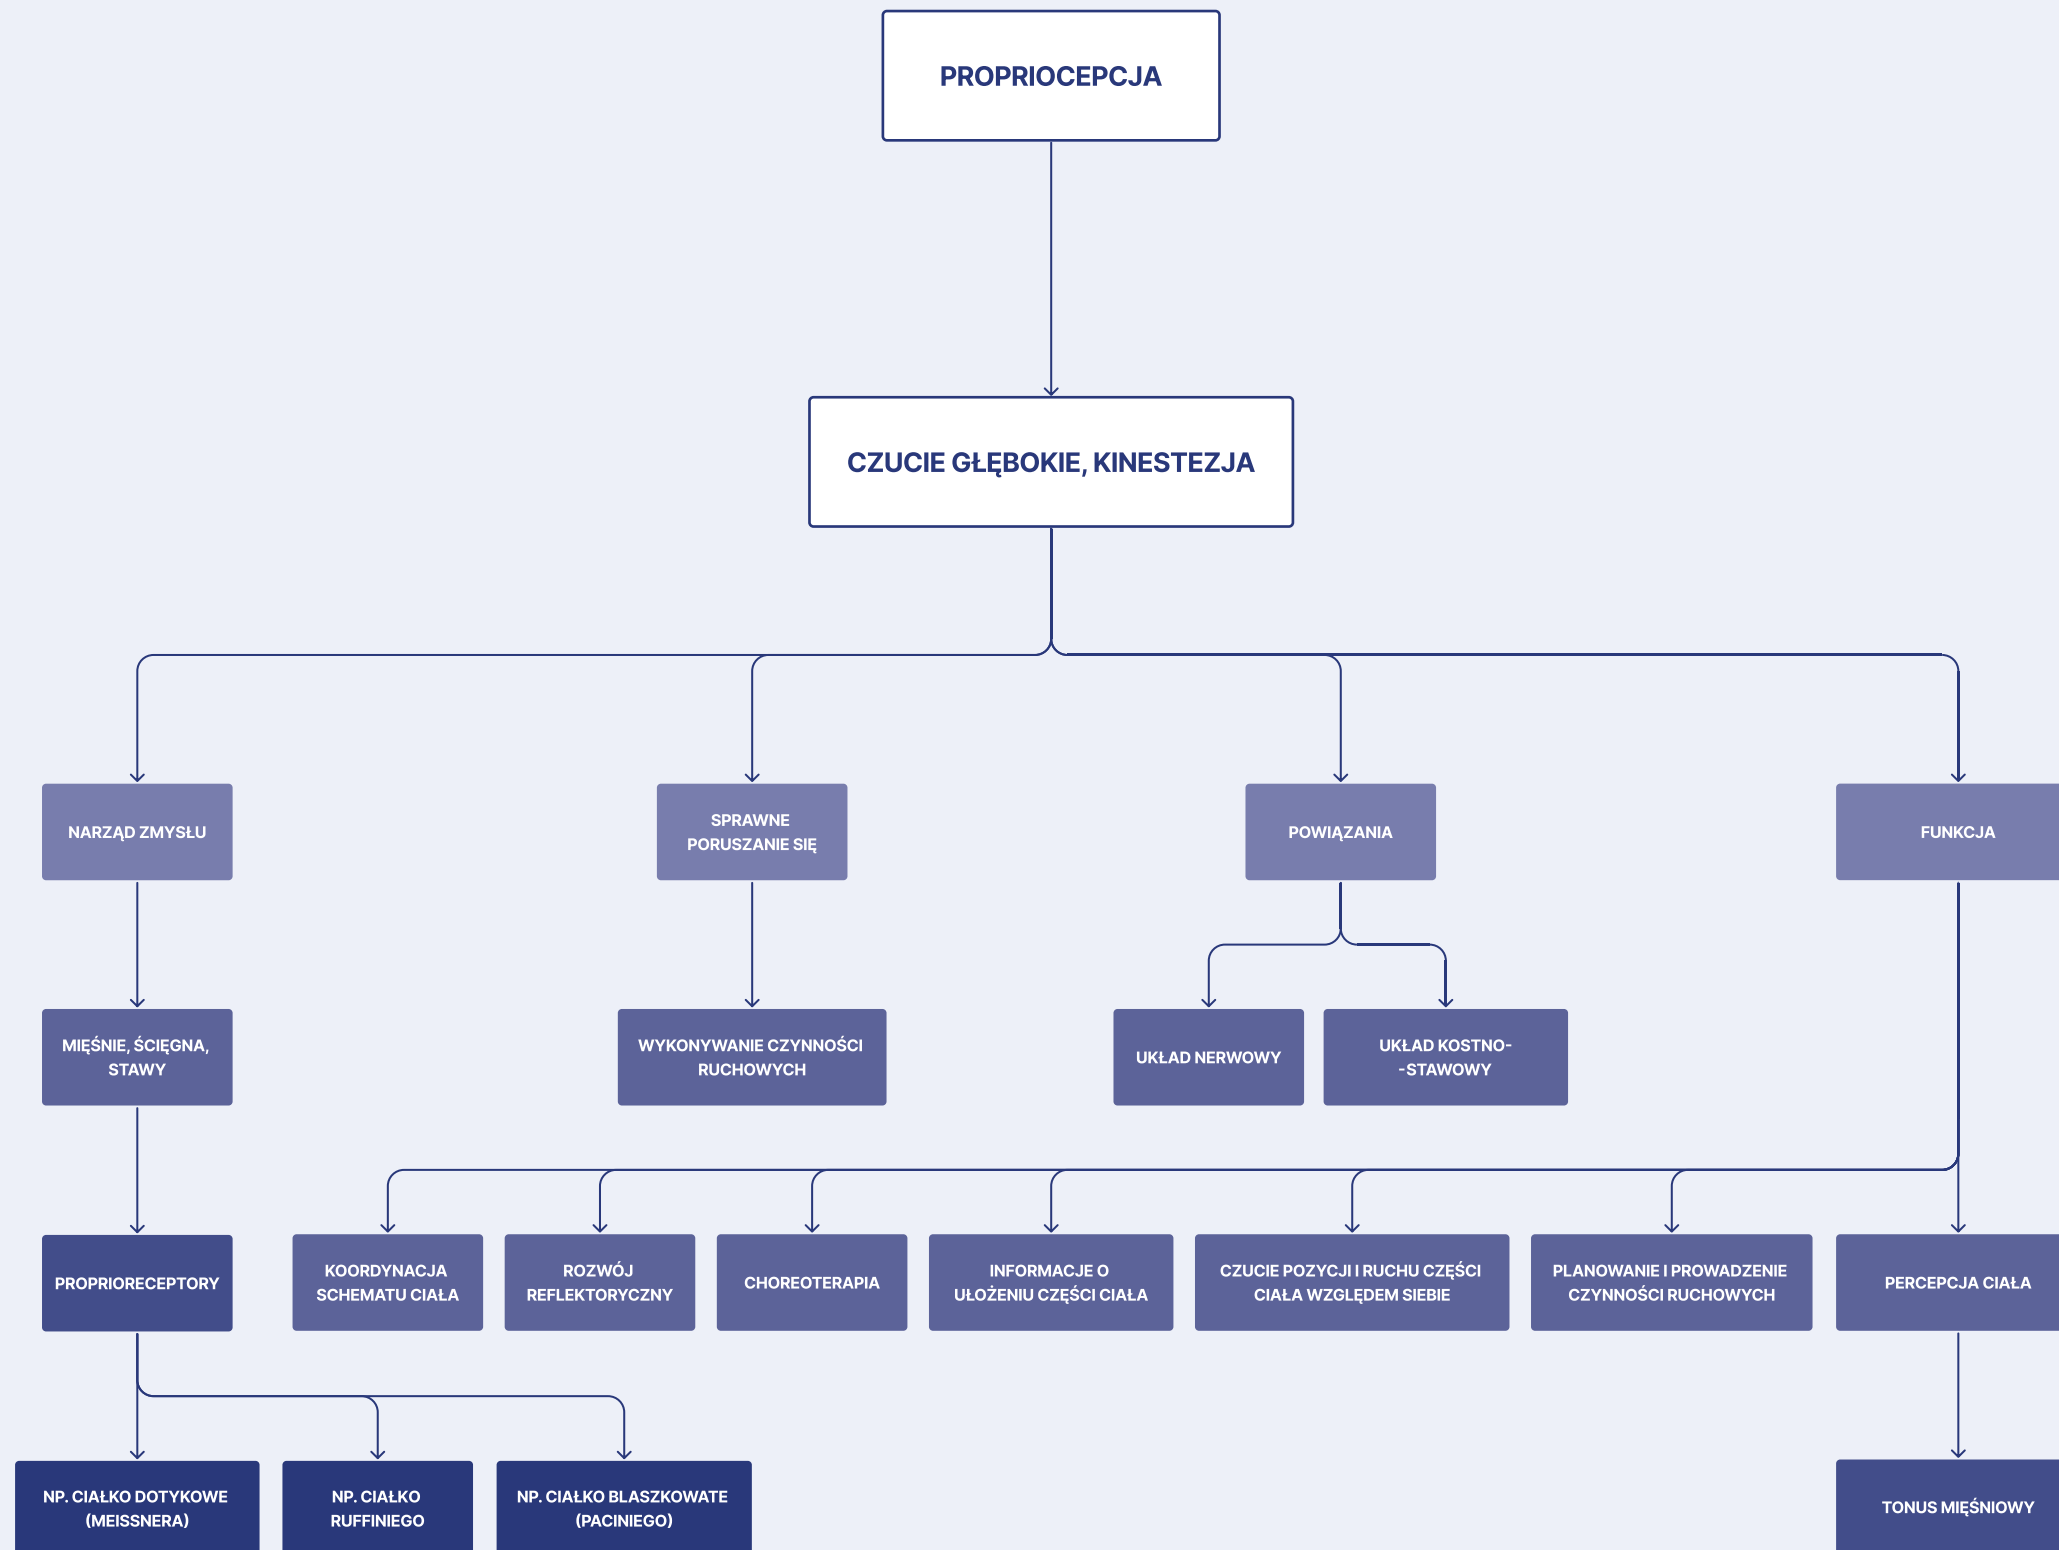 PROPRIOCEPCJA
CZUCIE GŁĘBOKIE, KINESTEZJA
NARZĄD ZMYSŁU
SPRAWNE
PORUSZANIE SIĘ
POWIĄZANIA
FUNKCJA
MIĘŚNIE, ŚCIĘGNA,
STAWY
WYKONYWANIE CZYNNOŚCI
RUCHOWYCH
UKŁAD NERWOWY
UKŁAD KOSTNO-
-STAWOWY
PROPRIORECEPTORY
KOORDYNACJA
SCHEMATU CIAŁA
ROZWÓJ
REFLEKTORYCZNY
CHOREOTERAPIA
INFORMACJE O
UŁOŻENIU CZĘŚCI CIAŁA
CZUCIE POZYCJI I RUCHU CZĘŚCI
CIAŁA WZGLĘDEM SIEBIE
PLANOWANIE I PROWADZENIE
CZYNNOŚCI RUCHOWYCH
PERCEPCJA CIAŁA
NP. CIAŁKO DOTYKOWE
(MEISSNERA)
NP. CIAŁKO
RUFFINIEGO
NP. CIAŁKO BLASZKOWATE
(PACINIEGO)
TONUS MIĘŚNIOWY